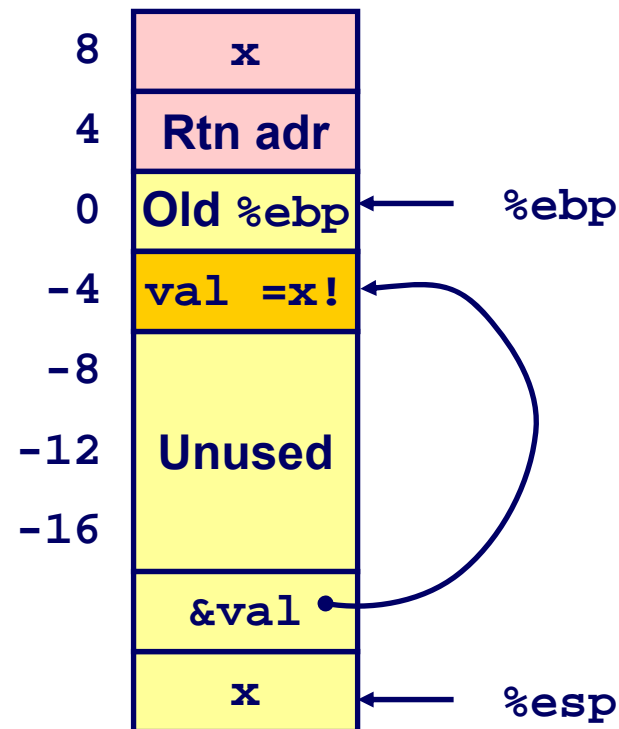 8 x
4 Rtn adr
0 Old %ebp %ebp
-4 val =x!
-8
-12 Unused
-16
&val
x %esp